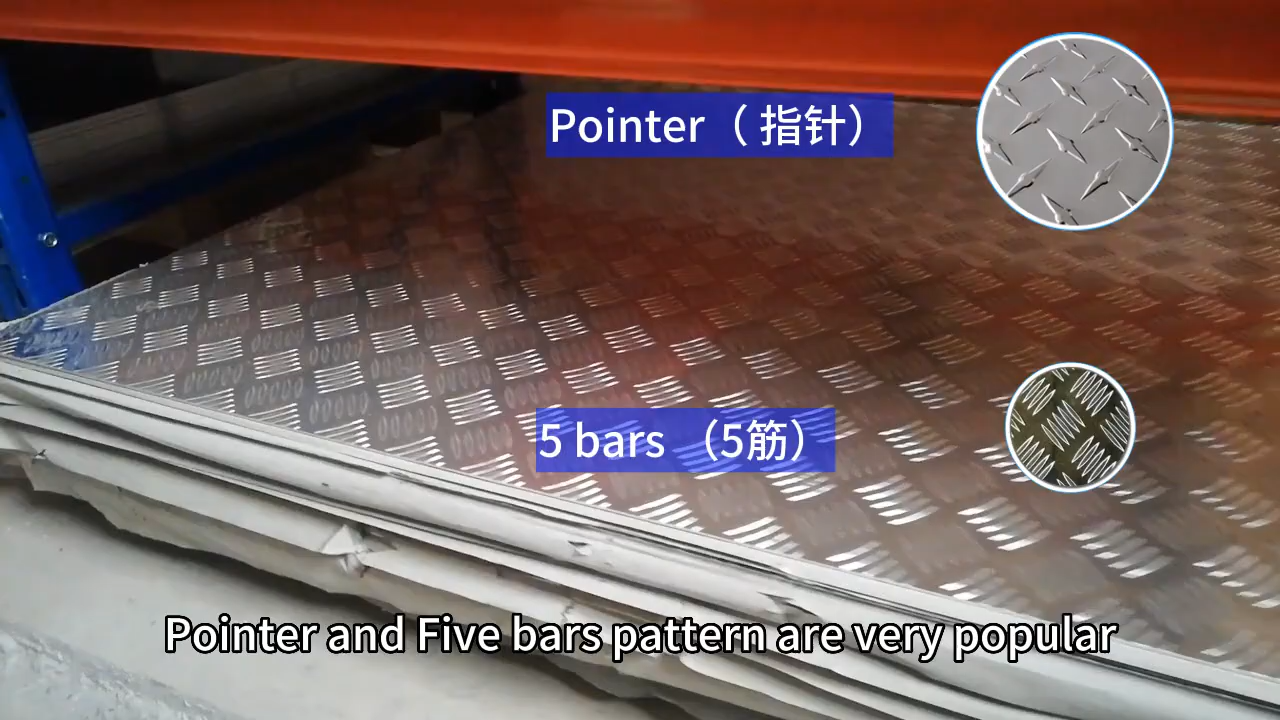 Pointer（ 指针）
5 bars （5筋）
Pointer and Five bars pattern are very popular